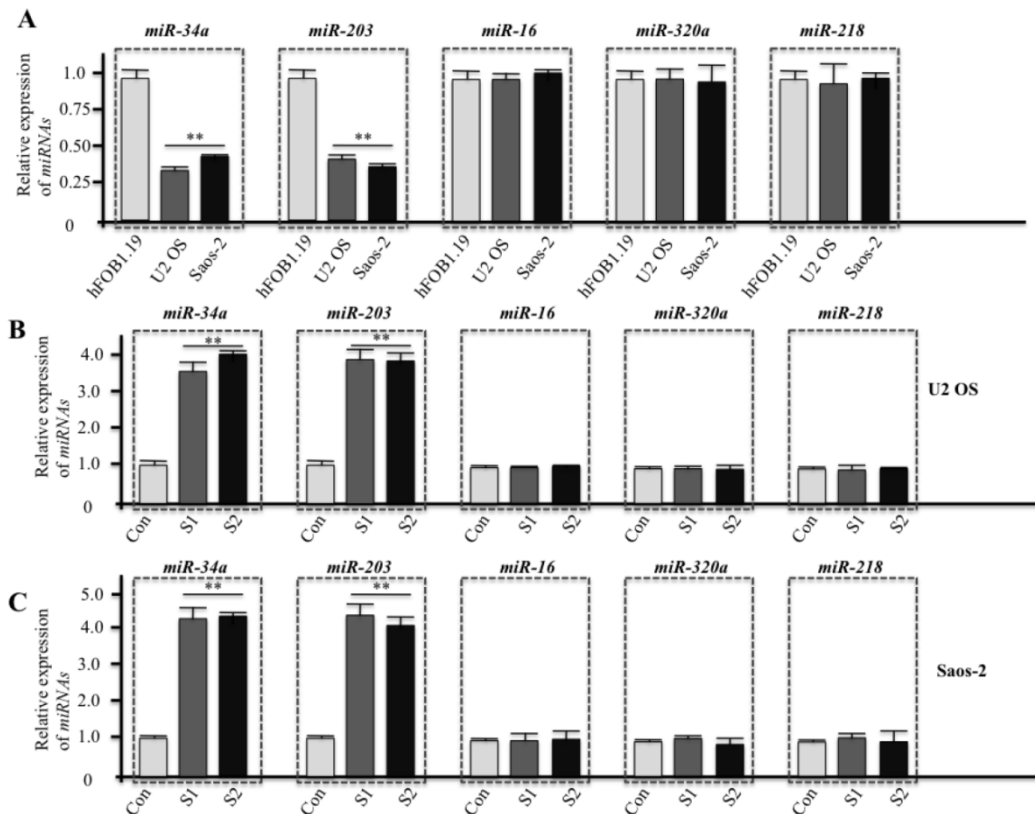 A
miR-34a miR-203 miR-16 miR-320a miR-218
Relative expression
of miRNAs
1.0
0.75
0.50
0.25
0
** **
hFOB1.19 U2 OS Saos-2 hFOB1.19 U2 OS Saos-2 hFOB1.19 U2 OS Saos-2 hFOB1.19 U2 OS Saos-2 hFOB1.19 U2 OS Saos-2
B
miR-34a miR-203 miR-16 miR-320a miR-218
Relative expression
of miRNAs
4.0
3.0
2.0
1.0
0
** **
U2 OS
Con S1 S2 Con S1 S2 Con S1 S2 Con S1 S2 Con S1 S2
C
miR-34a miR-203 miR-16 miR-320a miR-218
Relative expression
of miRNAs
5.0
4.0
3.0
2.0
1.0
0
** **
Saos-2
Con S1 S2 Con S1 S2 Con S1 S2 Con S1 S2 Con S1 S2